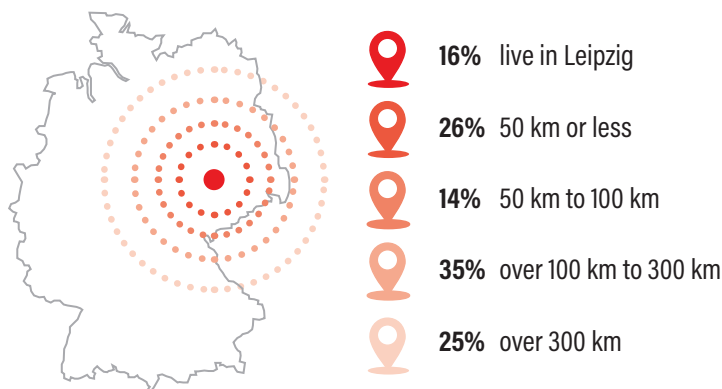 16% live in Leipzig
26% 50 km or less
14% 50 km to 100 km
35% over 100 km to 300 km
25% over 300 km